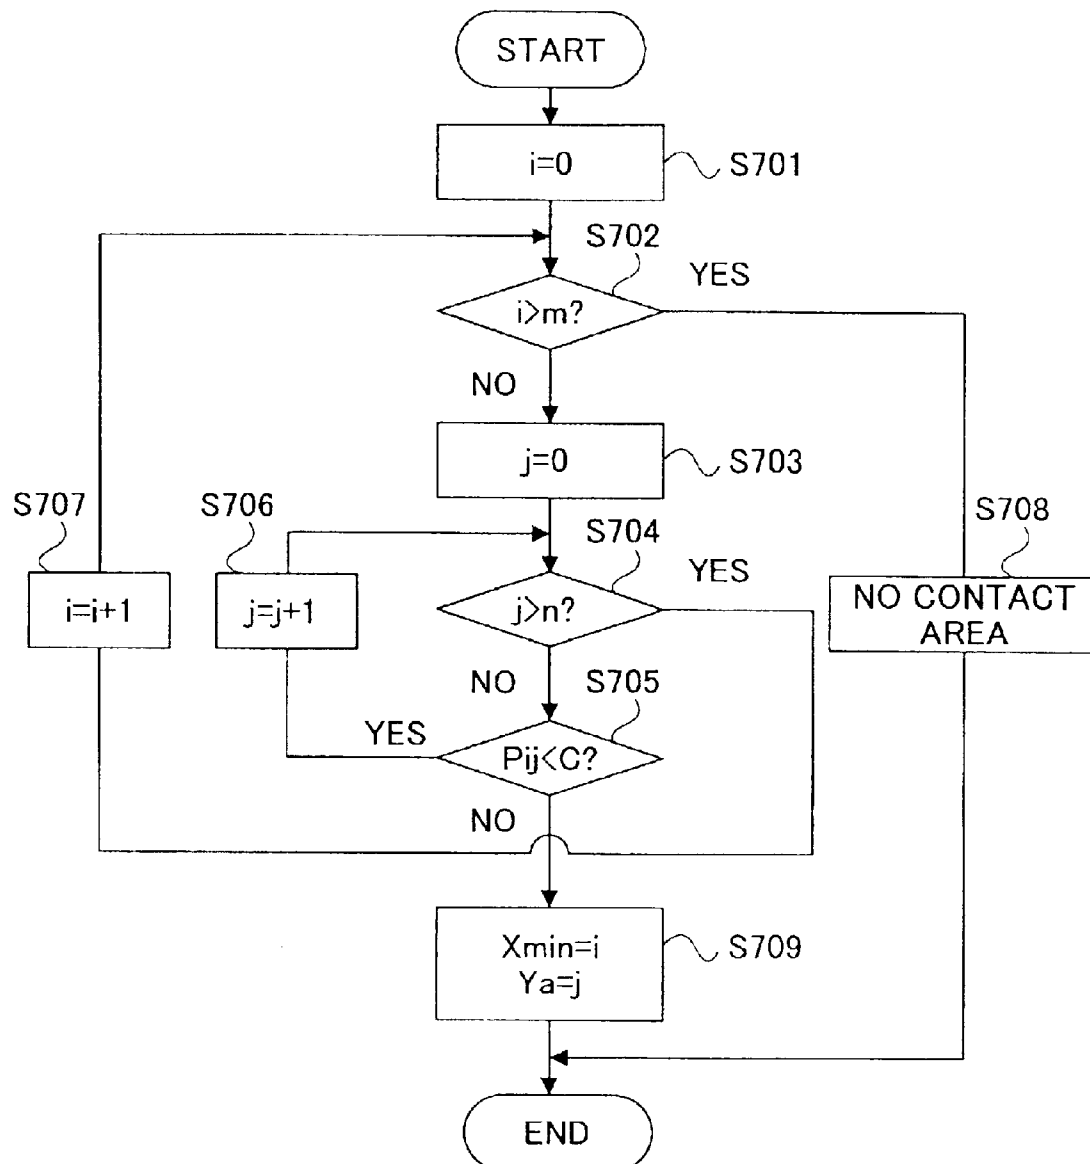 START
i=0
S701
S702
i>m?
YES
NO
j=0
S703
S707
S706
S704
S708
i=i+1
j=j+1
j>n?
YES
NO CONTACT
AREA
NO
S705
YES
Pij<C?
NO
Xmin=i
Ya=j
S709
END